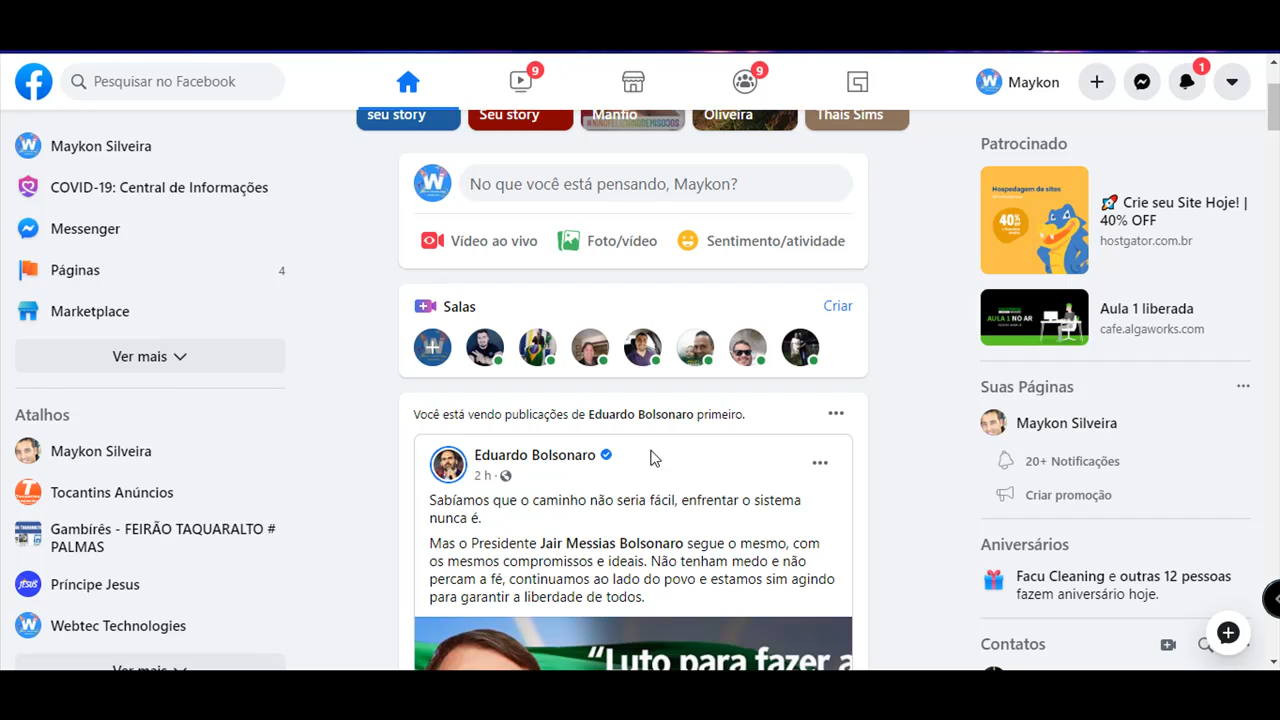 Pesquisar no Facebook
9
9
Maykon
1
seu story
Seu story
Manfio
Oliveira
Thais Sims
Maykon Silveira
COVID-19: Central de Informações
Messenger
Páginas
4
Marketplace
Ver mais
Atalhos
Maykon Silveira
Tocantins Anúncios
Gambírês - FEIRÃO TAQUARALTO #
PALMAS
Príncipe Jesus
Webtec Technologies
Ver mais
No que você está pensando, Maykon?
Vídeo ao vivo
Foto/vídeo
Sentimento/atividade
Salas
Criar
Você está vendo publicações de Eduardo Bolsonaro primeiro.
Eduardo Bolsonaro
2 h ·
Sabíamos que o caminho não seria fácil, enfrentar o sistema
nunca é.
Mas o Presidente Jair Messias Bolsonaro segue o mesmo, com
os mesmos compromissos e ideais. Não tenham medo e não
percam a fé, continuamos ao lado do povo e estamos sim agindo
para garantir a liberdade de todos.
“Luto para fazer a
Patrocinado
Hospedagem de sites
40%
OFF
Crie seu Site Hoje! |
40% OFF
hostgator.com.br
AULA 1 NO AR
Aula 1 liberada
cafe.algaworks.com
Suas Páginas
Maykon Silveira
20+ Notificações
Criar promoção
Aniversários
Facu Cleaning e outras 12 pessoas
fazem aniversário hoje.
Contatos